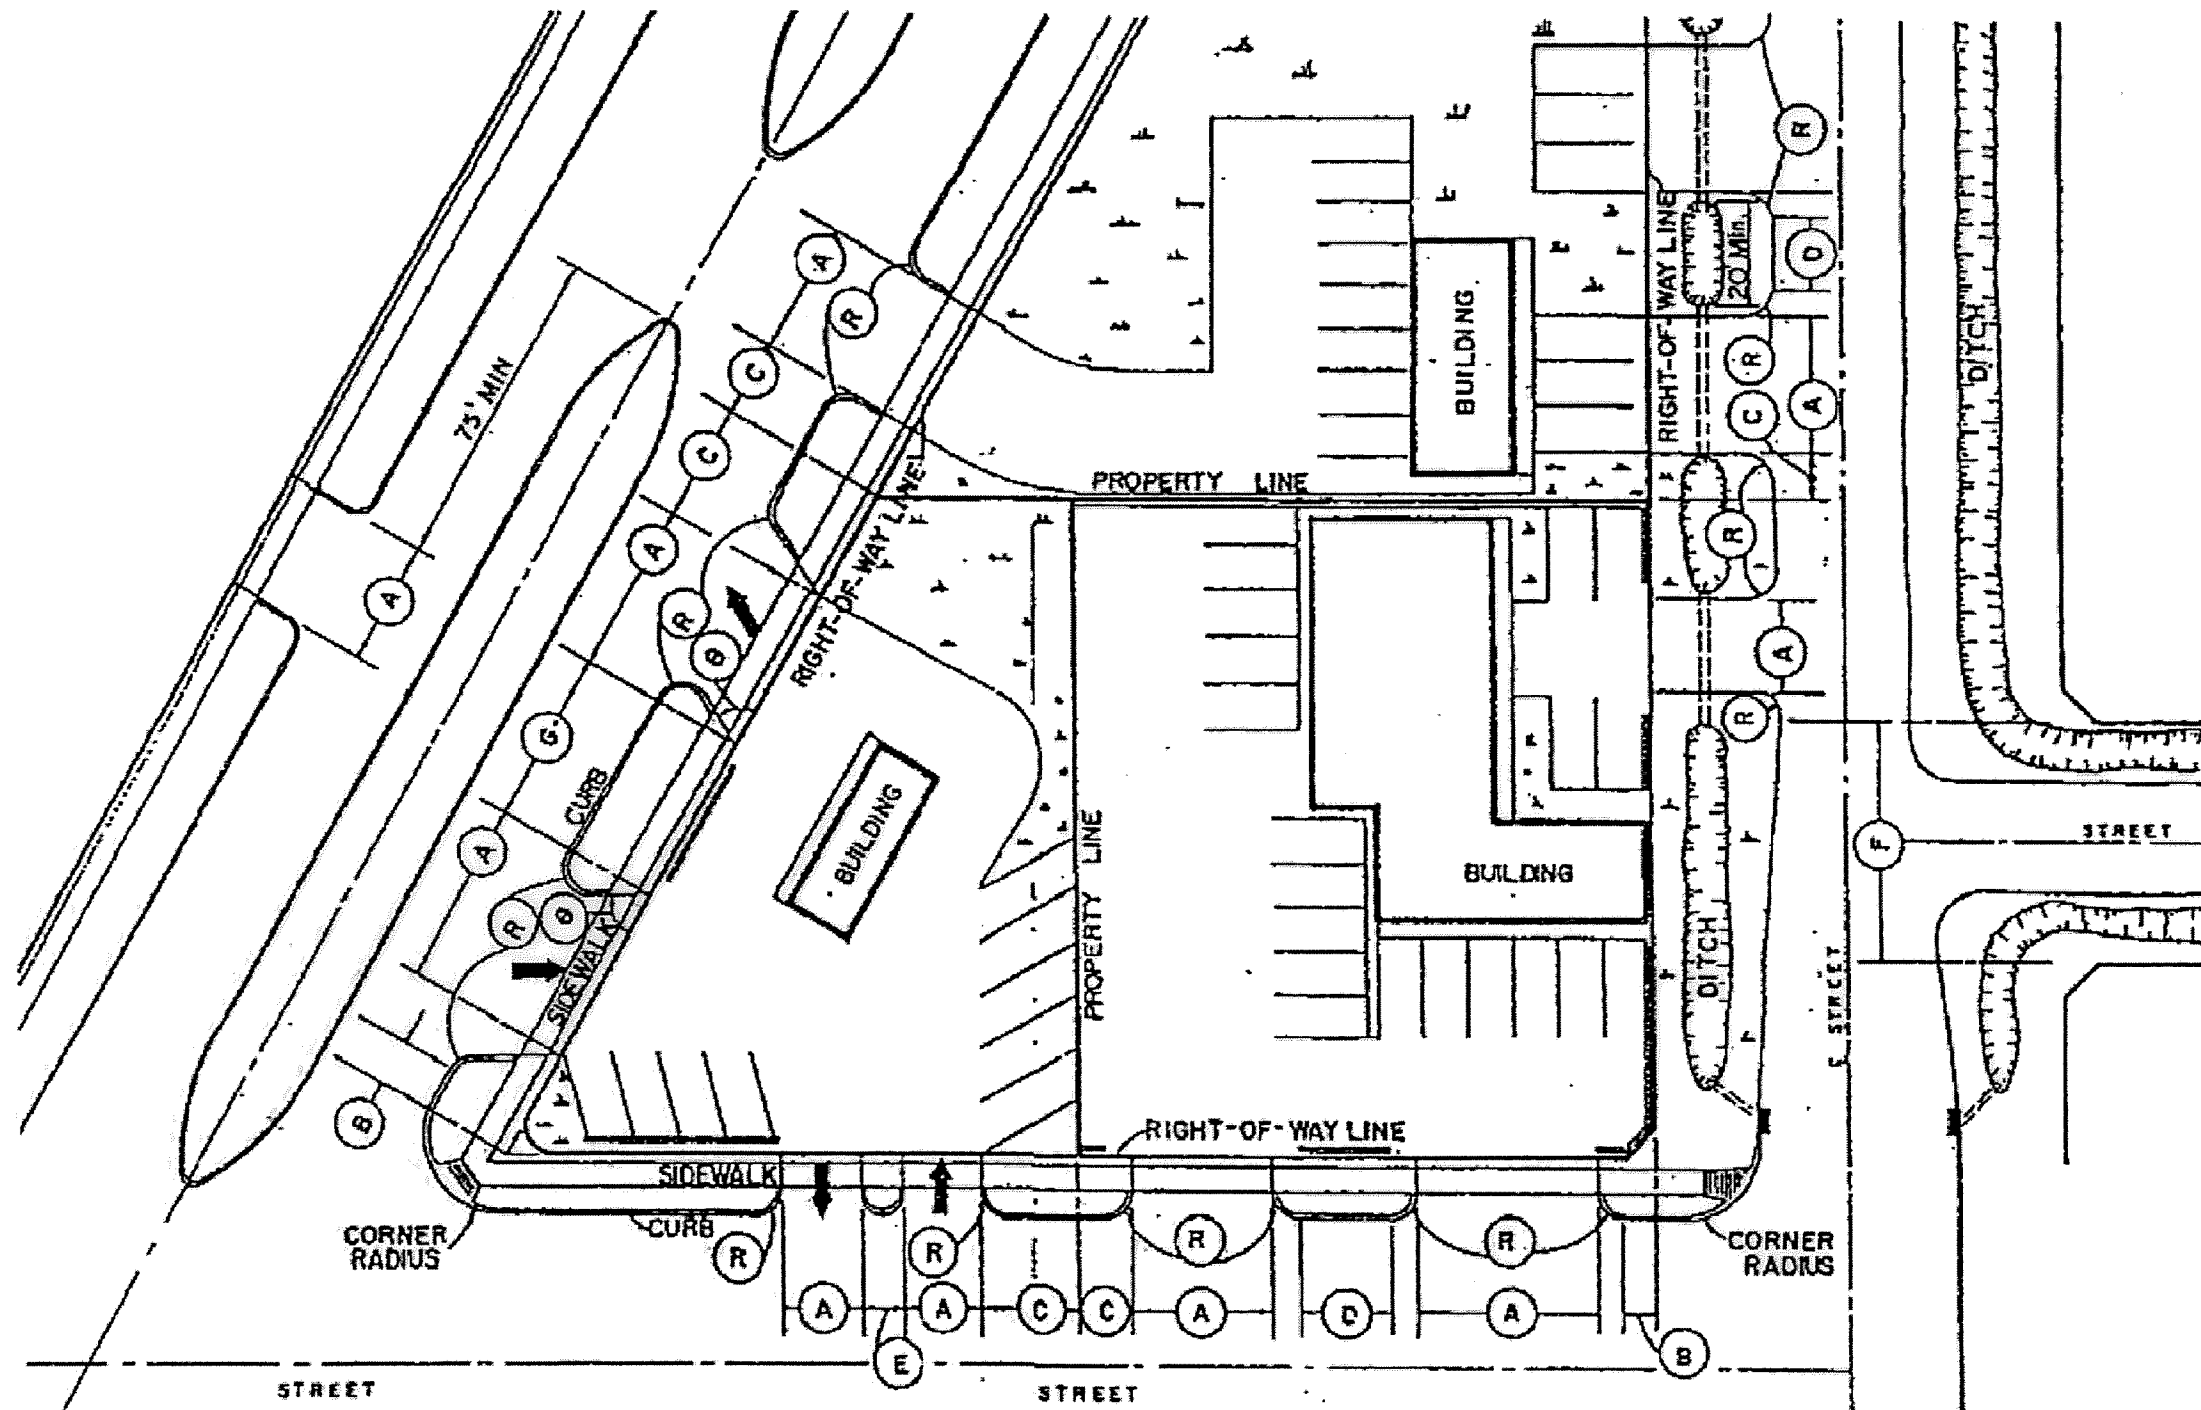 R
RIGHT-OF-WAY LINE
20 Min.
D
A
R
C
75' MIN
BUILDING
DITCH
R
C
A
C
RIGHT-OF-WAY LINE
PROPERTY LINE
A
A
R
R
θ
A
G
R
CURB
BUILDING
PROPERTY LINE
STREET
F
A
BUILDING
R
θ
SIDEWALK
DITCH
℄ STREET
B
RIGHT-OF-WAY LINE
SIDEWALK
CURB
CORNER
RADIUS
R
R
R
R
CORNER
RADIUS
A
A
C
C
A
D
A
E
B
STREET
STREET